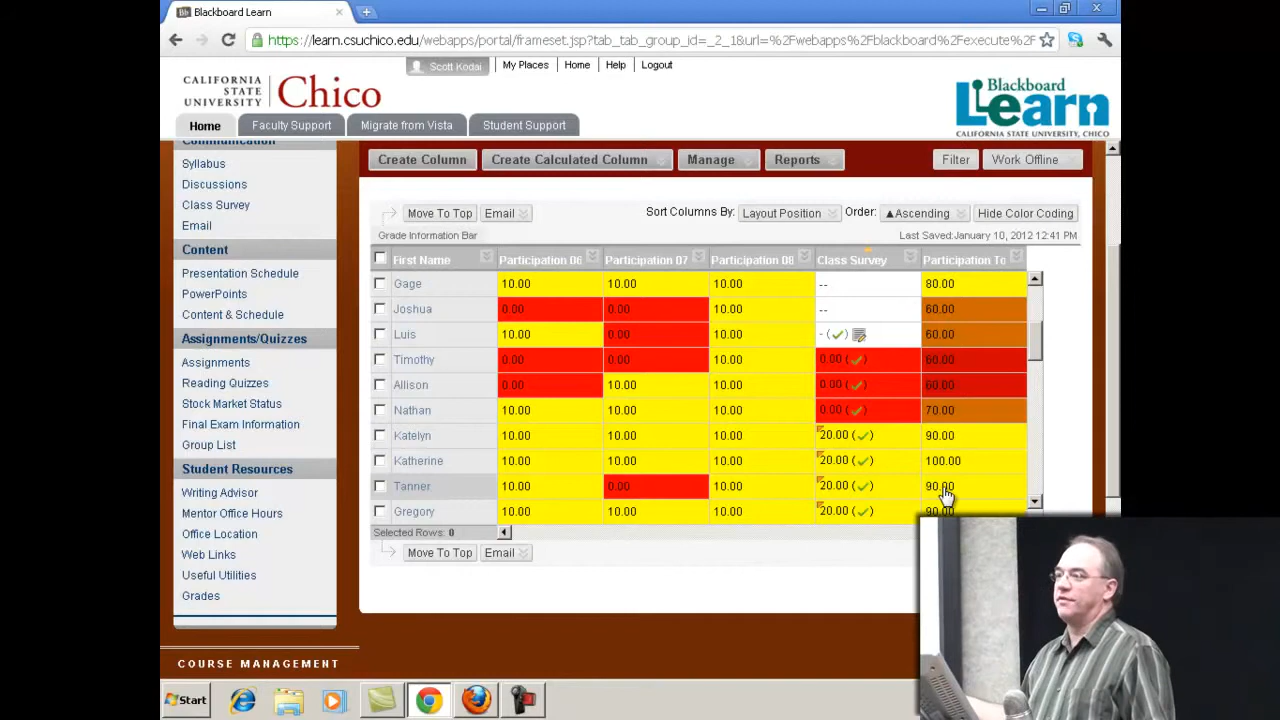 Blackboard Learn
https://learn.csuchico.edu/webapps/portal/frameset.jsp?tab_tab_group_id=_2_1&url=%2Fwebapps%2Fblackboard%2Fexecute%2F
Scott Kodai My Places Home Help Logout
CALIFORNIA STATE UNIVERSITY Chico
Blackboard Learn
CALIFORNIA STATE UNIVERSITY, CHICO
Home Faculty Support Migrate from Vista Student Support
Communication
Syllabus
Discussions
Class Survey
Email
Content
Presentation Schedule
PowerPoints
Content & Schedule
Assignments/Quizzes
Assignments
Reading Quizzes
Stock Market Status
Final Exam Information
Group List
Student Resources
Writing Advisor
Mentor Office Hours
Office Location
Web Links
Useful Utilities
Grades
COURSE MANAGEMENT
Create Column Create Calculated Column Manage Reports Filter Work Offline
Move To Top Email Sort Columns By: Layout Position Order: ▲Ascending Hide Color Coding
Grade Information Bar Last Saved:January 10, 2012 12:41 PM
First Name Participation 06 Participation 07 Participation 08 Class Survey Participation To
Gage 10.00 10.00 10.00 -- 80.00
Joshua 0.00 0.00 10.00 -- 60.00
Luis 10.00 0.00 10.00 - (✓) 60.00
Timothy 0.00 0.00 10.00 0.00 (✓) 60.00
Allison 0.00 10.00 10.00 0.00 (✓) 60.00
Nathan 10.00 10.00 10.00 0.00 (✓) 70.00
Katelyn 10.00 10.00 10.00 20.00 (✓) 90.00
Katherine 10.00 10.00 10.00 20.00 (✓) 100.00
Tanner 10.00 0.00 10.00 20.00 (✓) 90.00
Gregory 10.00 10.00 10.00 20.00 (✓) 90.00
Selected Rows: 0
Move To Top Email
Start